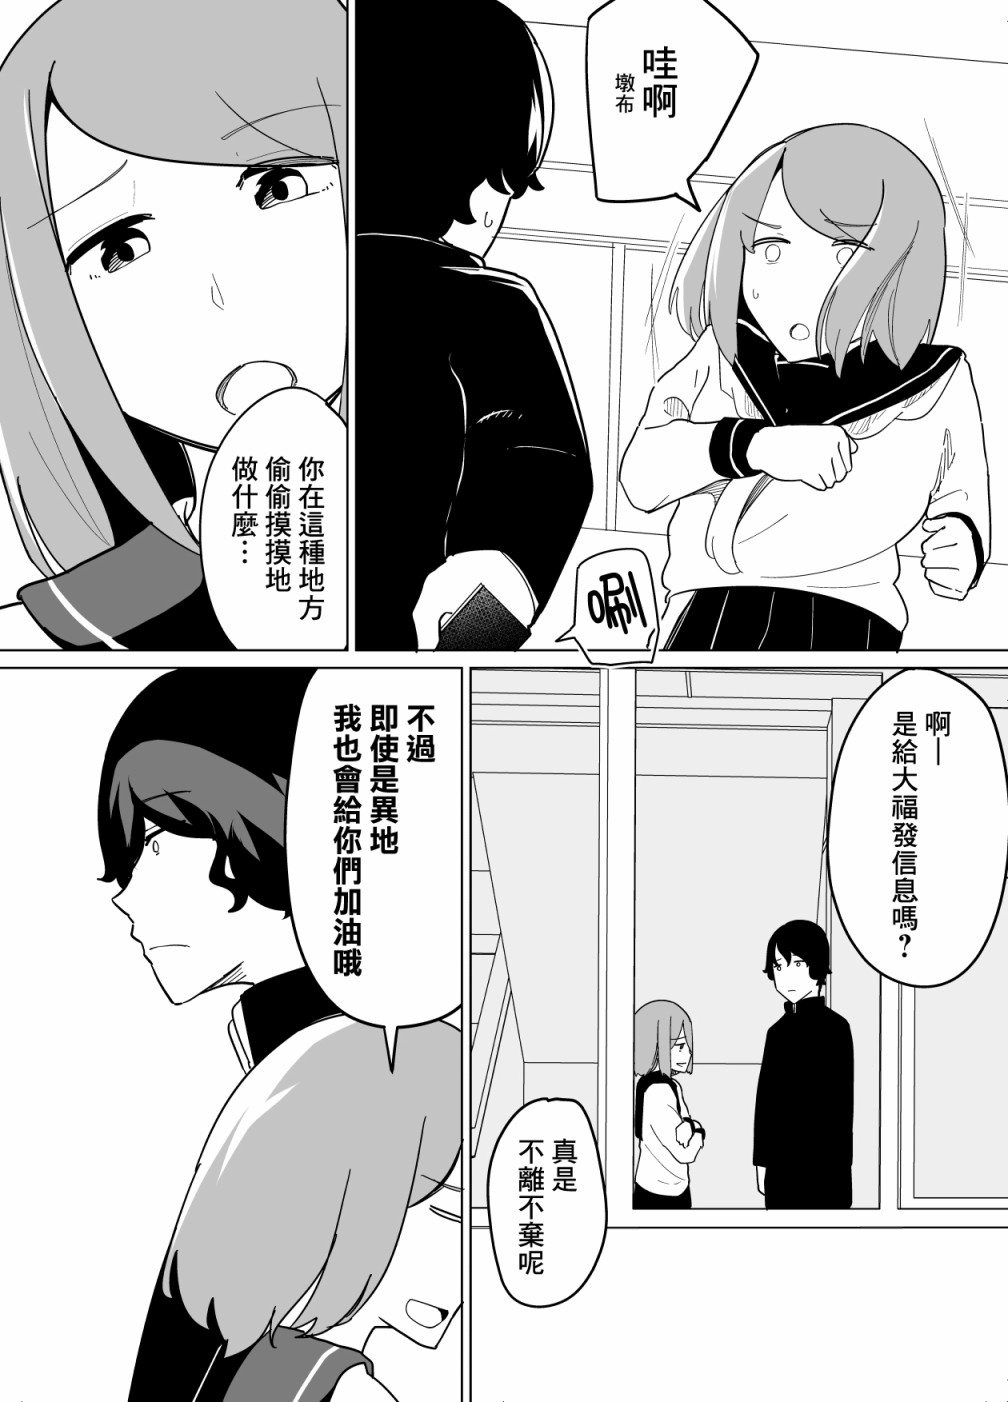 哇啊
墩布
唰
你在這種地方
偷偷摸摸地
做什麼…
啊—
是給大福發信息嗎?
真是
不離不棄呢
不過
即使是異地
我也會給你們加油哦